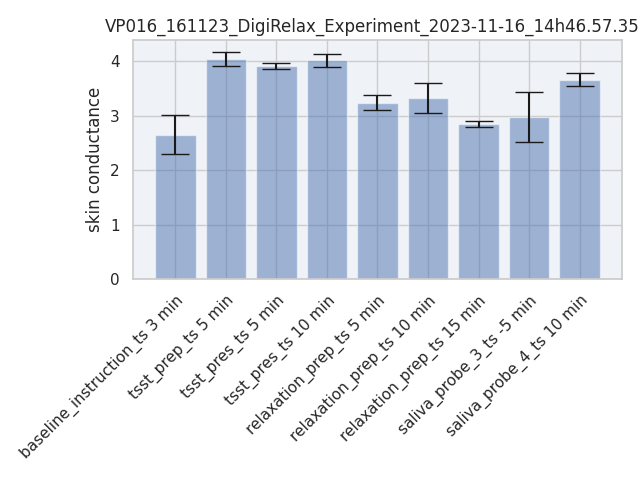 VP016_161123_DigiRelax_Experiment_2023-11-16_14h46.57.35
skin conductance
4
3
2
1
0
baseline_instruction_ts 3 min
tsst_prep_ts 5 min
tsst_pres_ts 5 min
tsst_pres_ts 10 min
relaxation_prep_ts 5 min
relaxation_prep_ts 10 min
relaxation_prep_ts 15 min
saliva_probe_3_ts -5 min
saliva_probe_4_ts 10 min